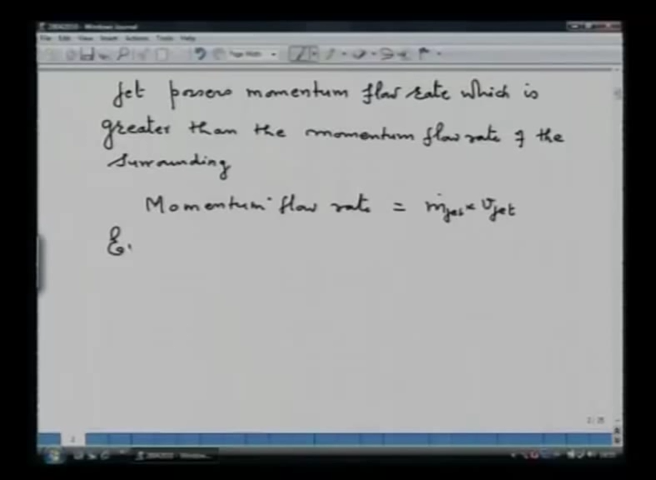 Jet possess momentum flow rate which is
greater than the momentum flow rate of the
surrounding
Momentum flow rate = ṁjet × vjet
E.